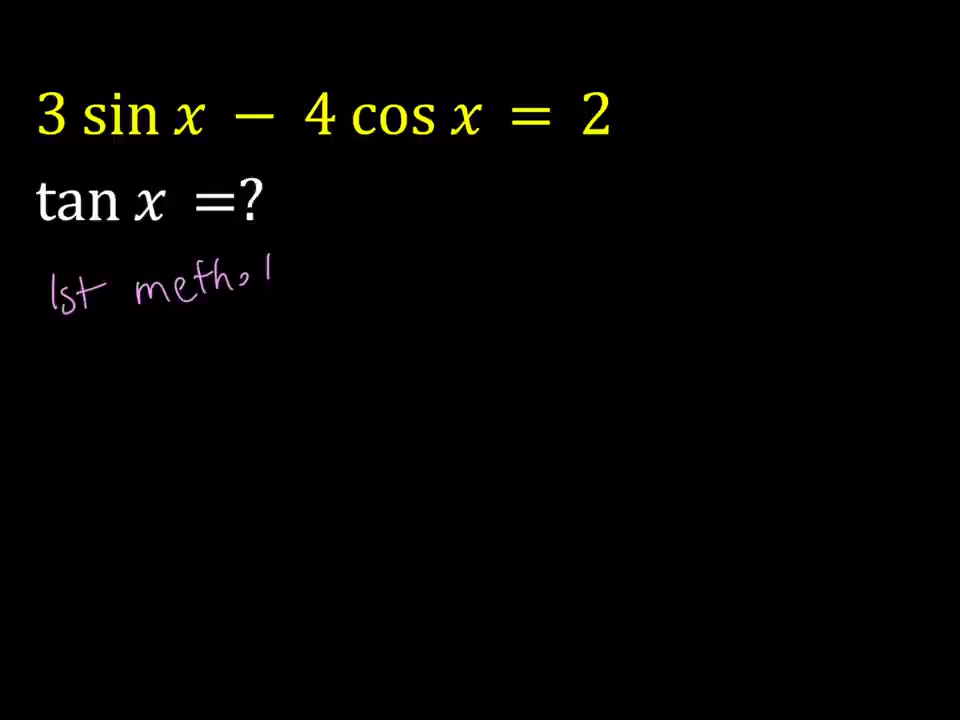 3 sin x − 4 cos x = 2
tan x =?
1st method